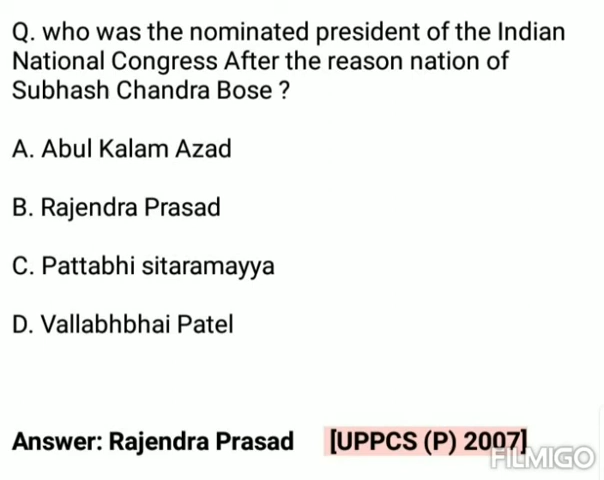 Q. who was the nominated president of the Indian
National Congress After the reason nation of
Subhash Chandra Bose ?
A. Abul Kalam Azad
B. Rajendra Prasad
C. Pattabhi sitaramayya
D. Vallabhbhai Patel
Answer: Rajendra Prasad [UPPCS (P) 2007]
FILMIGO